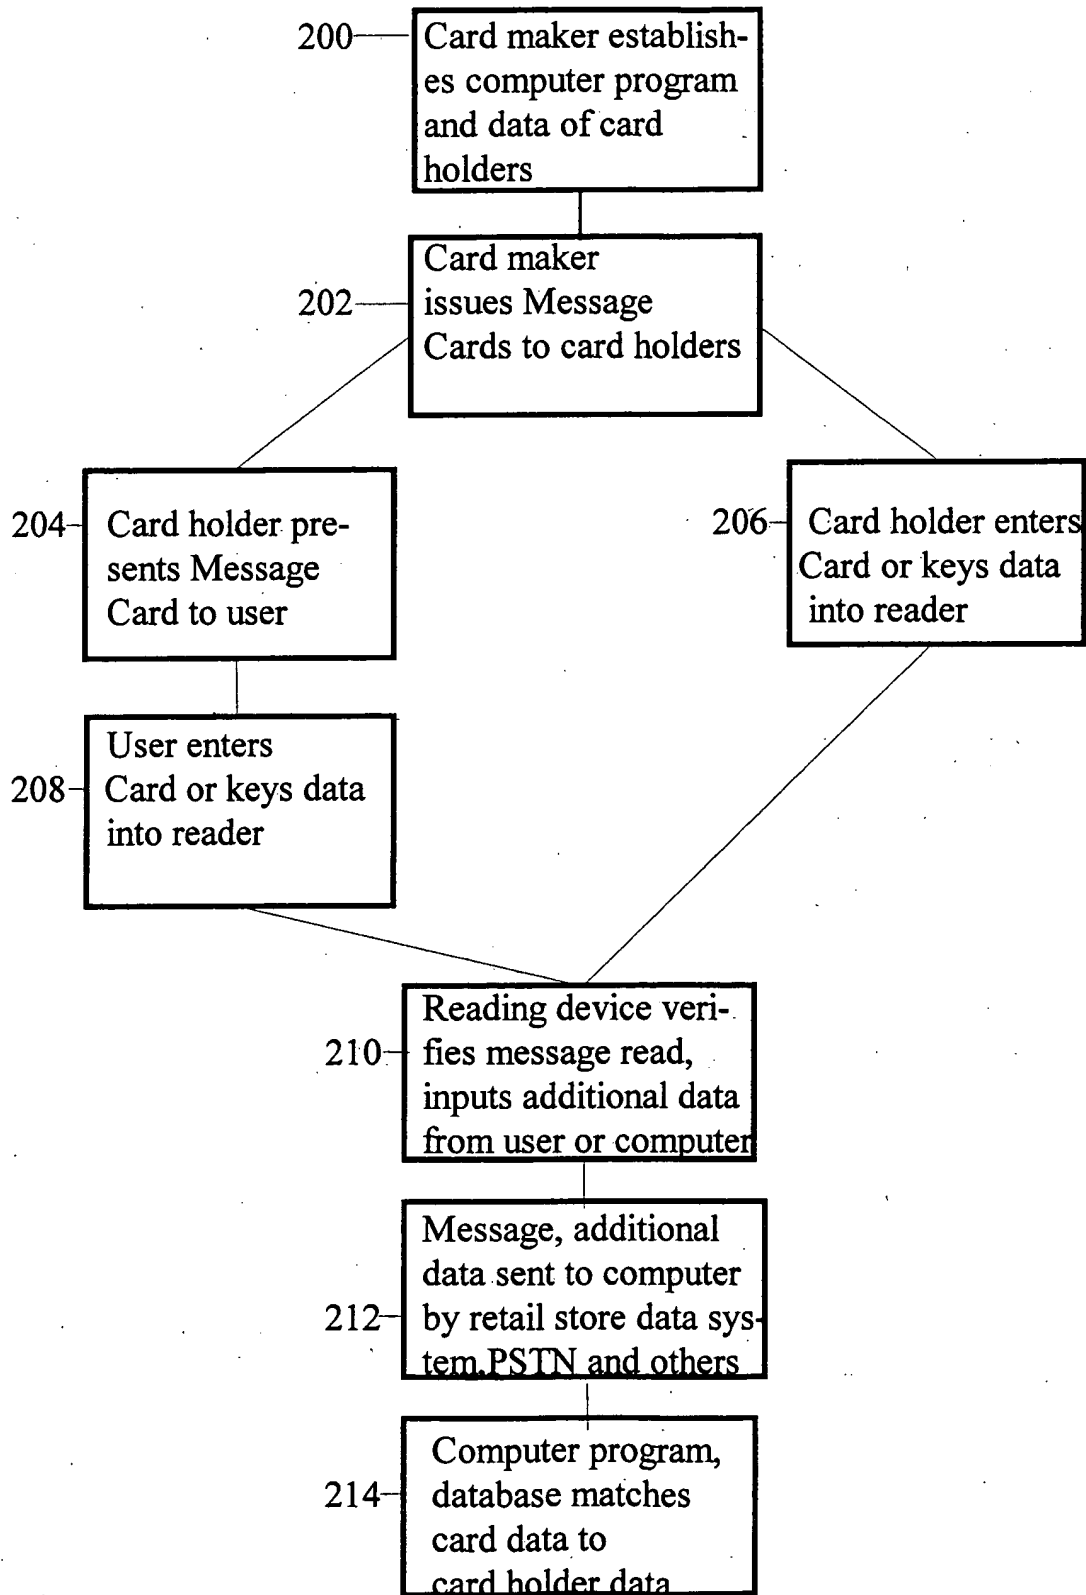 200
Card maker establish-
es computer program
and data of card
holders
202
Card maker
issues Message
Cards to card holders
204
Card holder pre-
sents Message
Card to user
206
Card holder enters
Card or keys data
into reader
208
User enters
Card or keys data
into reader
210
Reading device veri-
fies message read,
inputs additional data
from user or computer
212
Message, additional
data sent to computer
by retail store data sys-
tem,PSTN and others
214
Computer program,
database matches
card data to
card holder data